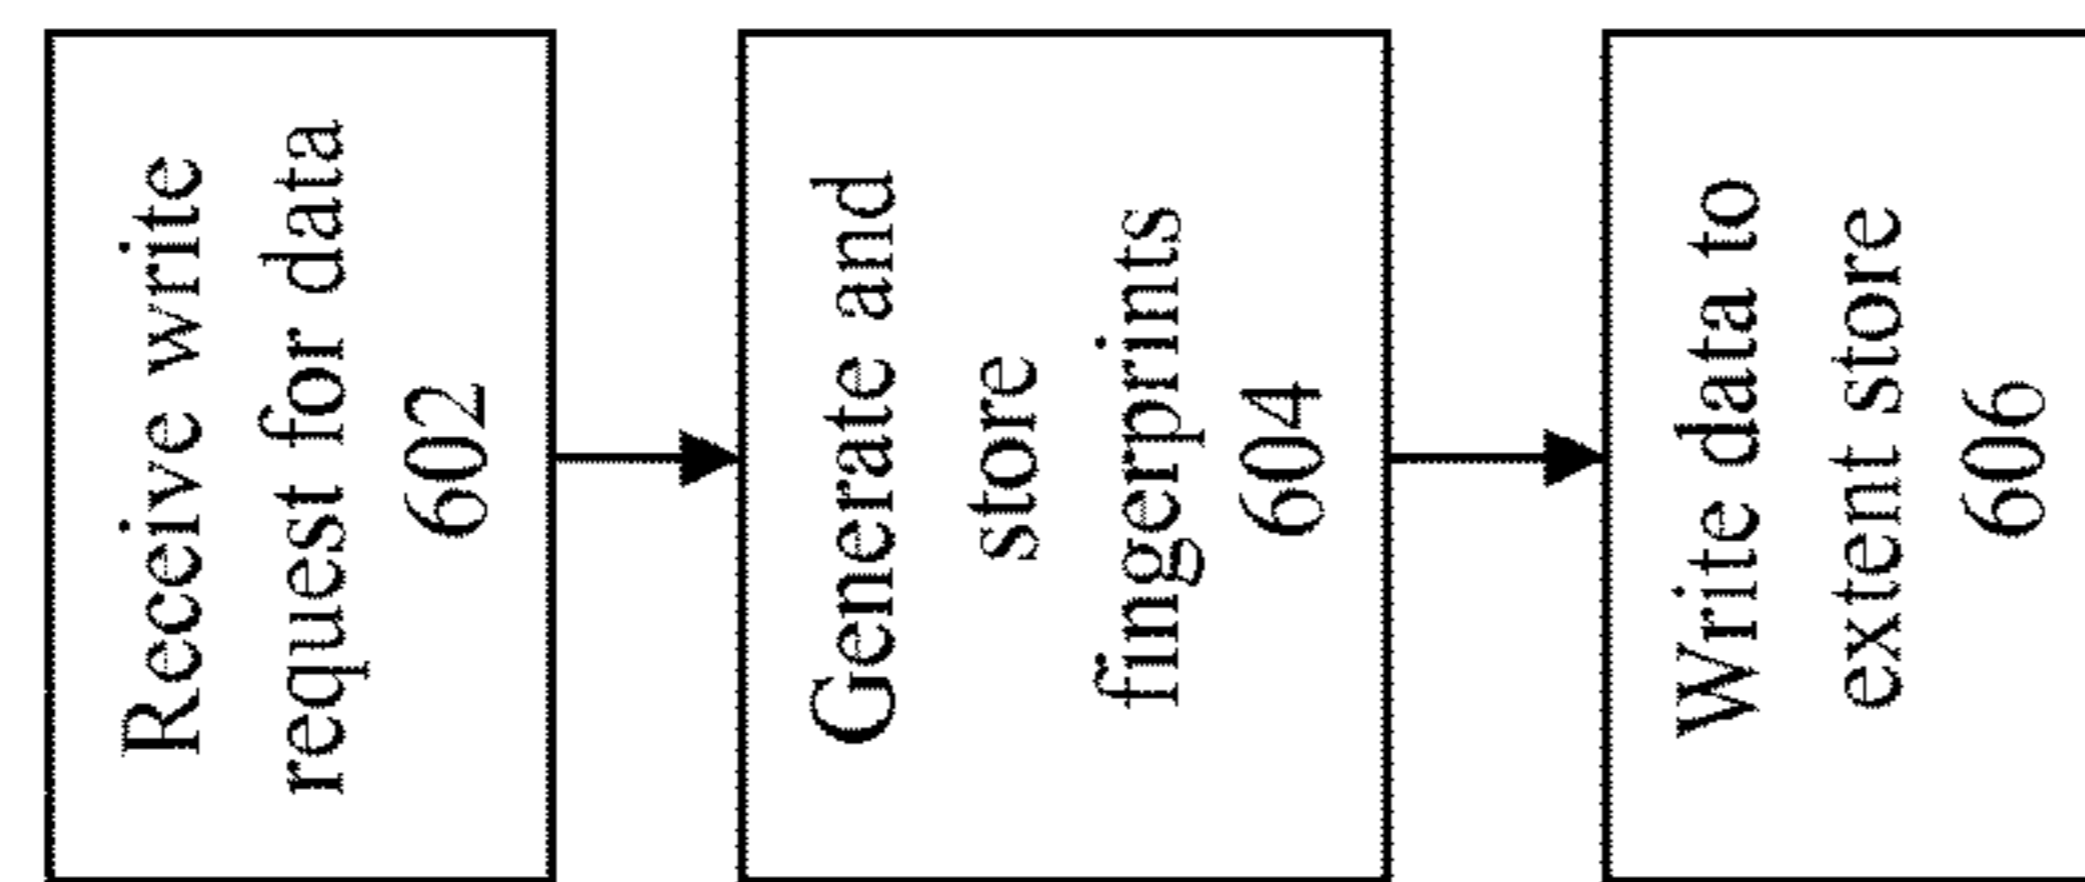 Receive write
request for data
602
Generate and
store
fingerprints
604
Write data to
extent store
606